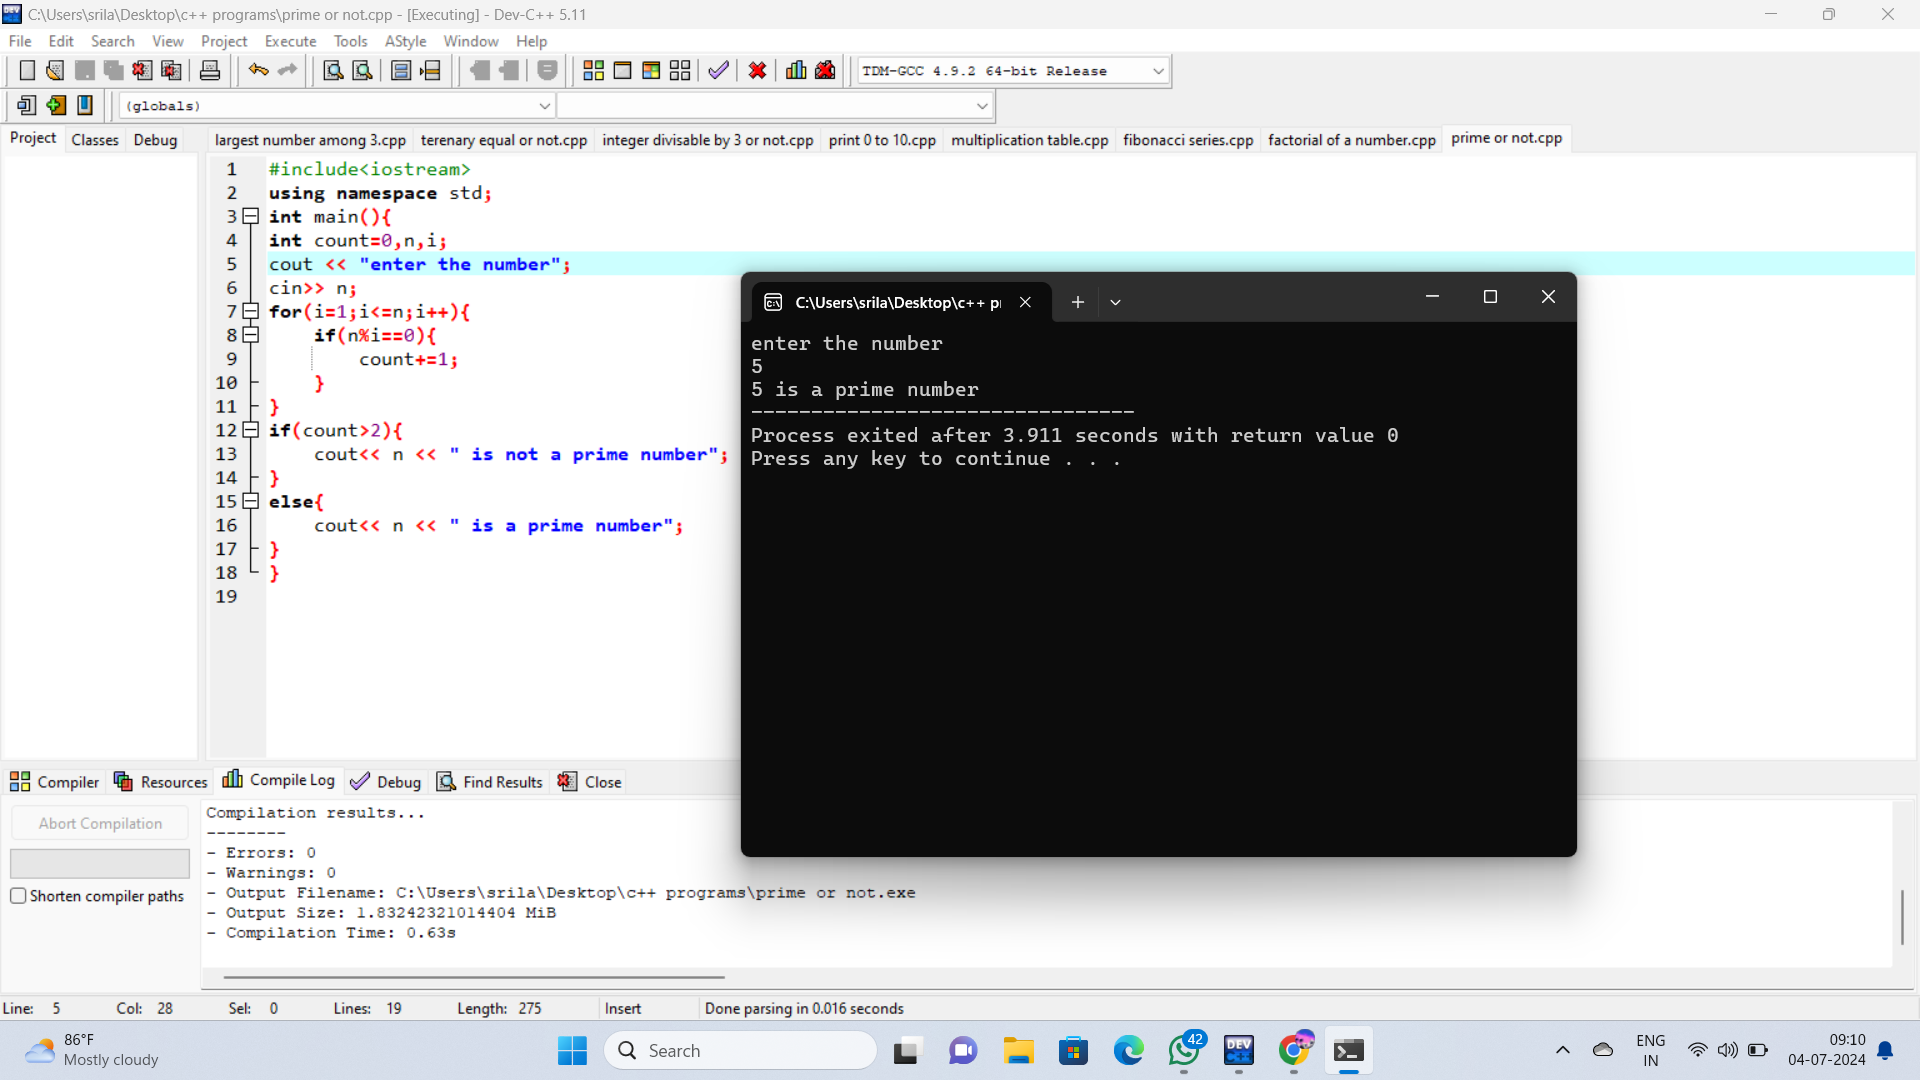 C:\Users\srila\Desktop\c++ programs\prime or not.cpp - [Executing] - Dev-C++ 5.11
File Edit Search View Project Execute Tools AStyle Window Help
TDM-GCC 4.9.2 64-bit Release
(globals)
Project Classes Debug
largest number among 3.cpp terenary equal or not.cpp integer divisable by 3 or not.cpp print 0 to 10.cpp multiplication table.cpp fibonacci series.cpp factorial of a number.cpp prime or not.cpp
1 #include<iostream>
2 using namespace std;
3 int main(){
4 int count=0,n,i;
5 cout << "enter the number";
6 cin>> n;
7 for(i=1;i<=n;i++){
8 if(n%i==0){
9 count+=1;
10 }
11 }
12 if(count>2){
13 cout<< n << " is not a prime number";
14 }
15 else{
16 cout<< n << " is a prime number";
17 }
18 }
19
C:\Users\srila\Desktop\c++ p
enter the number
5
5 is a prime number
--------------------------------
Process exited after 3.911 seconds with return value 0
Press any key to continue . . .
Compiler Resources Compile Log Debug Find Results Close
Abort Compilation
Shorten compiler paths
Compilation results...
--------
- Errors: 0
- Warnings: 0
- Output Filename: C:\Users\srila\Desktop\c++ programs\prime or not.exe
- Output Size: 1.83242321014404 MiB
- Compilation Time: 0.63s
Line: 5 Col: 28 Sel: 0 Lines: 19 Length: 275 Insert Done parsing in 0.016 seconds
86°F
Mostly cloudy
Search
42
DEV
C++
ENG
IN
09:10
04-07-2024